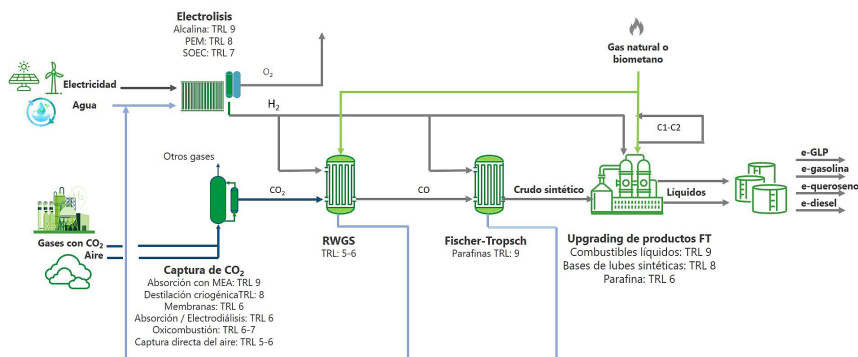 Electrolisis
Alcalina: TRL 9
PEM: TRL 8
SOEC: TRL 7
Gas natural o
biometano
O₂
Electricidad
Agua
H₂
C1-C2
Otros gases
CO₂
CO
Crudo sintético
Líquidos
e-GLP
e-gasolina
e-queroseno
e-diesel
Gases con CO₂
Aire
RWGS
TRL: 5-6
Fischer-Tropsch
Parafinas TRL: 9
Upgrading de productos FT
Combustibles líquidos: TRL 9
Bases de lubes sintéticas: TRL 8
Parafina: TRL 6
Captura de CO₂
Absorción con MEA: TRL 9
Destilación criogénicaTRL: 8
Membranas: TRL 6
Absorción / Electrodiálisis: TRL 6
Oxicombustión: TRL 6-7
Captura directa del aire: TRL 5-6